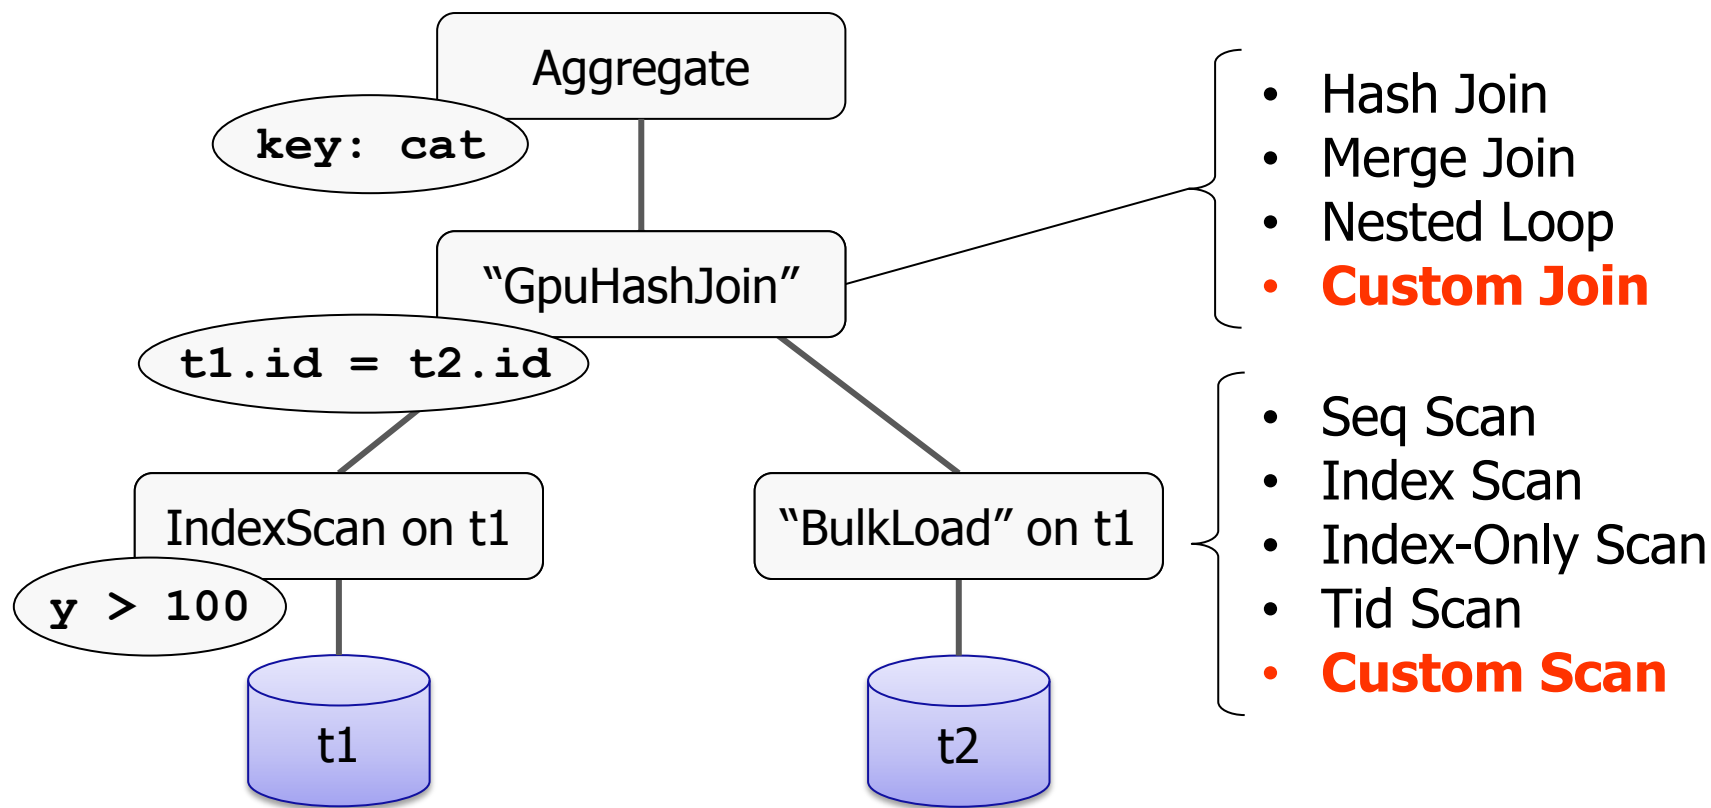 Aggregate
key: cat
“GpuHashJoin”
t1.id = t2.id
IndexScan on t1
y > 100
“BulkLoad” on t1
t1
t2
• Hash Join
• Merge Join
• Nested Loop
• Custom Join
• Seq Scan
• Index Scan
• Index-Only Scan
• Tid Scan
• Custom Scan